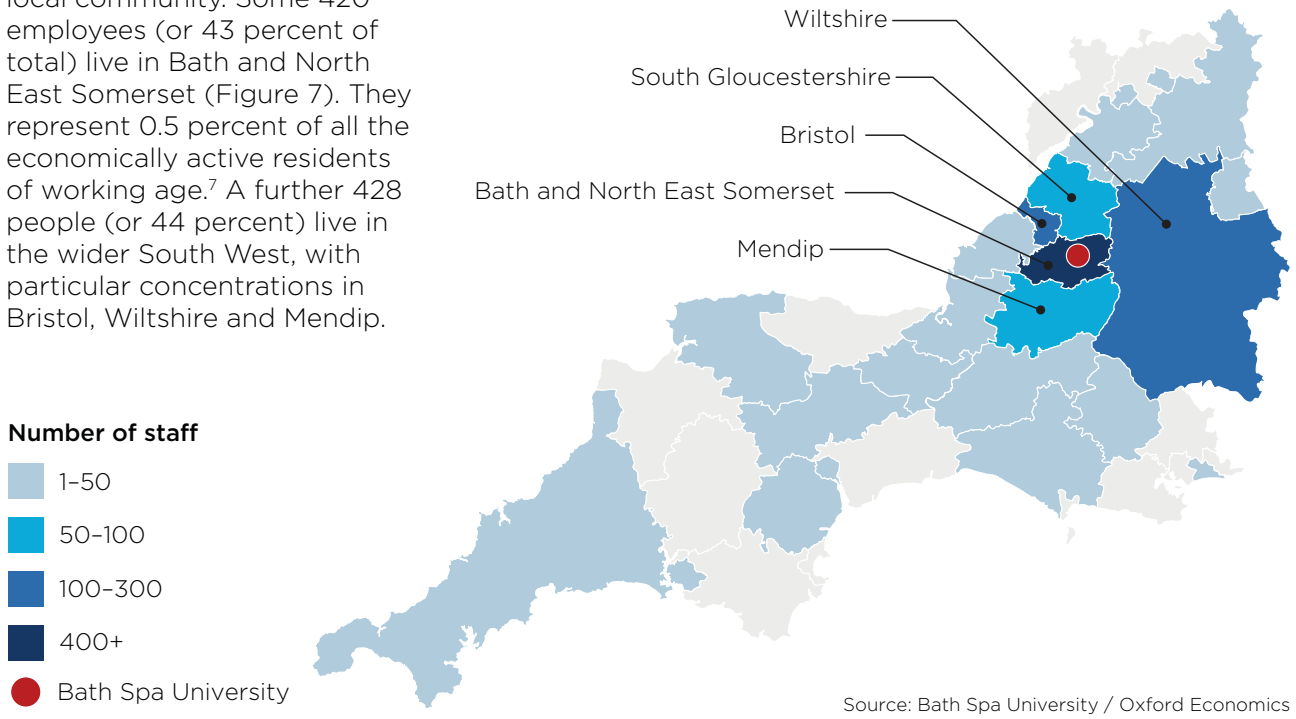 local community. Some 420
employees (or 43 percent of
total) live in Bath and North
East Somerset (Figure 7). They
represent 0.5 percent of all the
economically active residents
of working age.7 A further 428
people (or 44 percent) live in
the wider South West, with
particular concentrations in
Bristol, Wiltshire and Mendip.
Wiltshire
South Gloucestershire
Bristol
Bath and North East Somerset
Mendip
Number of staff
1–50
50–100
100–300
400+
Bath Spa University
Source: Bath Spa University / Oxford Economics